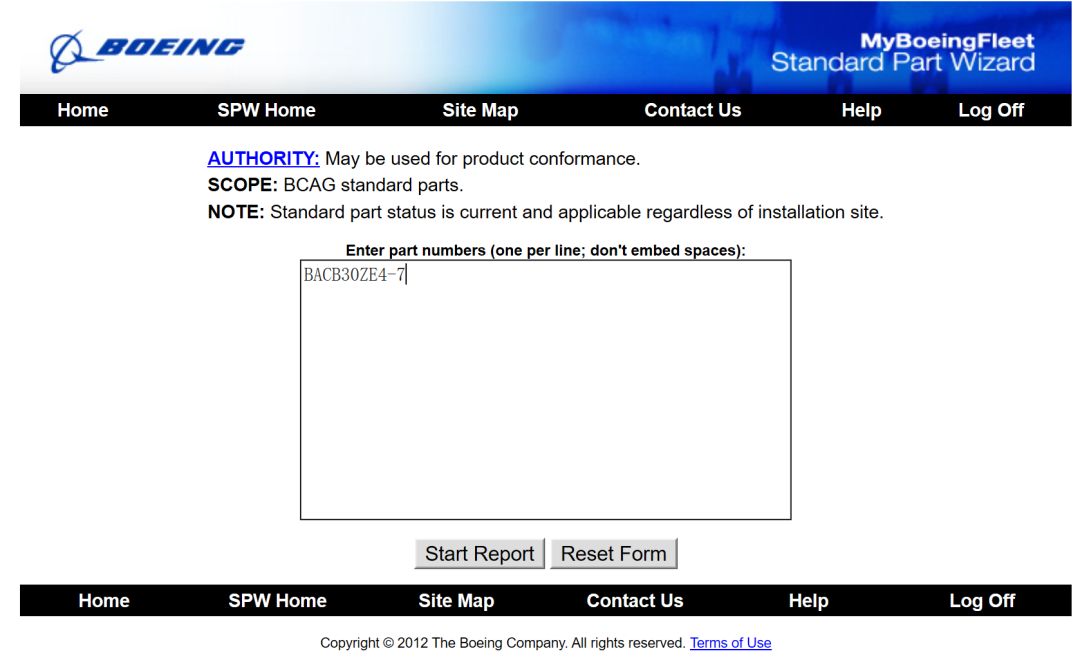 BOEING
MyBoeingFleet
Standard Part Wizard
Home SPW Home Site Map Contact Us Help Log Off
AUTHORITY: May be used for product conformance.
SCOPE: BCAG standard parts.
NOTE: Standard part status is current and applicable regardless of installation site.
Enter part numbers (one per line; don't embed spaces):
BACB30ZE4-7
Start Report Reset Form
Home SPW Home Site Map Contact Us Help Log Off
Copyright © 2012 The Boeing Company. All rights reserved. Terms of Use